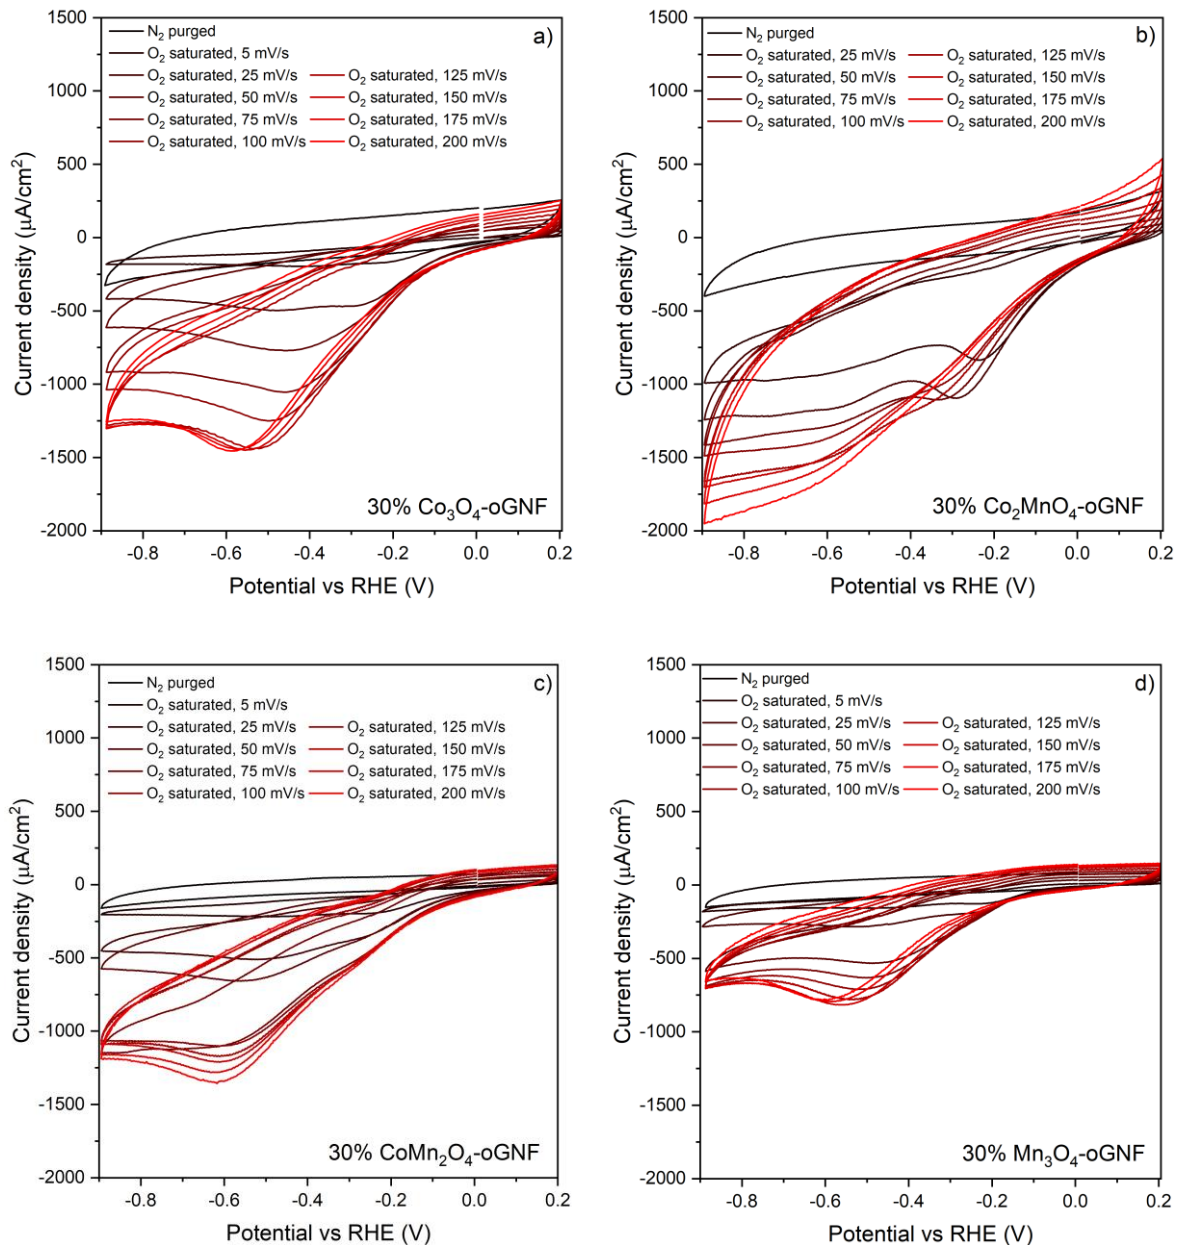 a)
N₂ purged
O₂ saturated, 5 mV/s
O₂ saturated, 25 mV/s O₂ saturated, 125 mV/s
O₂ saturated, 50 mV/s O₂ saturated, 150 mV/s
O₂ saturated, 75 mV/s O₂ saturated, 175 mV/s
O₂ saturated, 100 mV/s O₂ saturated, 200 mV/s
1500
1000
500
0
-500
-1000
-1500
-2000
Current density (μA/cm²)
30% Co₃O₄-oGNF
-0.8 -0.6 -0.4 -0.2 0.0 0.2
Potential vs RHE (V)
b)
N₂ purged
O₂ saturated, 25 mV/s O₂ saturated, 125 mV/s
O₂ saturated, 50 mV/s O₂ saturated, 150 mV/s
O₂ saturated, 75 mV/s O₂ saturated, 175 mV/s
O₂ saturated, 100 mV/s O₂ saturated, 200 mV/s
1500
1000
500
0
-500
-1000
-1500
-2000
Current density (μA/cm²)
30% Co₂MnO₄-oGNF
-0.8 -0.6 -0.4 -0.2 0.0 0.2
Potential vs RHE (V)
c)
N₂ purged
O₂ saturated, 5 mV/s
O₂ saturated, 25 mV/s O₂ saturated, 125 mV/s
O₂ saturated, 50 mV/s O₂ saturated, 150 mV/s
O₂ saturated, 75 mV/s O₂ saturated, 175 mV/s
O₂ saturated, 100 mV/s O₂ saturated, 200 mV/s
1500
1000
500
0
-500
-1000
-1500
-2000
Current density (μA/cm²)
30% CoMn₂O₄-oGNF
-0.8 -0.6 -0.4 -0.2 0.0 0.2
Potential vs RHE (V)
d)
N₂ purged
O₂ saturated, 5 mV/s
O₂ saturated, 25 mV/s O₂ saturated, 125 mV/s
O₂ saturated, 50 mV/s O₂ saturated, 150 mV/s
O₂ saturated, 75 mV/s O₂ saturated, 175 mV/s
O₂ saturated, 100 mV/s O₂ saturated, 200 mV/s
1500
1000
500
0
-500
-1000
-1500
-2000
Current density (μA/cm²)
30% Mn₃O₄-oGNF
-0.8 -0.6 -0.4 -0.2 0.0 0.2
Potential vs RHE (V)